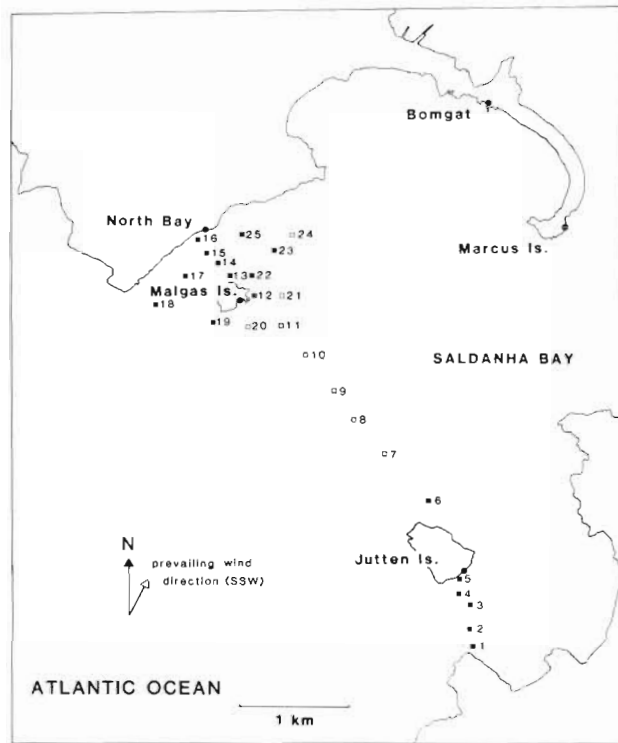 Bomgat
North Bay
16
25
24
Marcus Is.
15
23
14
17
13
22
Malgas Is.
12
21
18
19
20
11
10
SALDANHA BAY
9
8
7
6
N
prevailing wind
direction (SSW)
Jutten Is.
5
4
3
2
1
ATLANTIC OCEAN
1 km